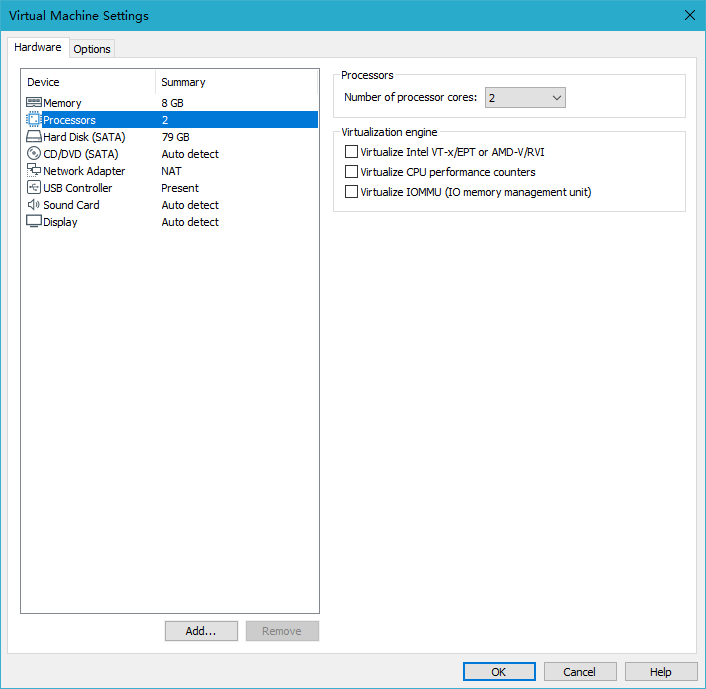 Virtual Machine Settings
Hardware
Options
Device Summary
Memory 8 GB
Processors 2
Hard Disk (SATA) 79 GB
CD/DVD (SATA) Auto detect
Network Adapter NAT
USB Controller Present
Sound Card Auto detect
Display Auto detect
Add...
Remove
Processors
Number of processor cores: 2
Virtualization engine
Virtualize Intel VT-x/EPT or AMD-V/RVI
Virtualize CPU performance counters
Virtualize IOMMU (IO memory management unit)
OK
Cancel
Help